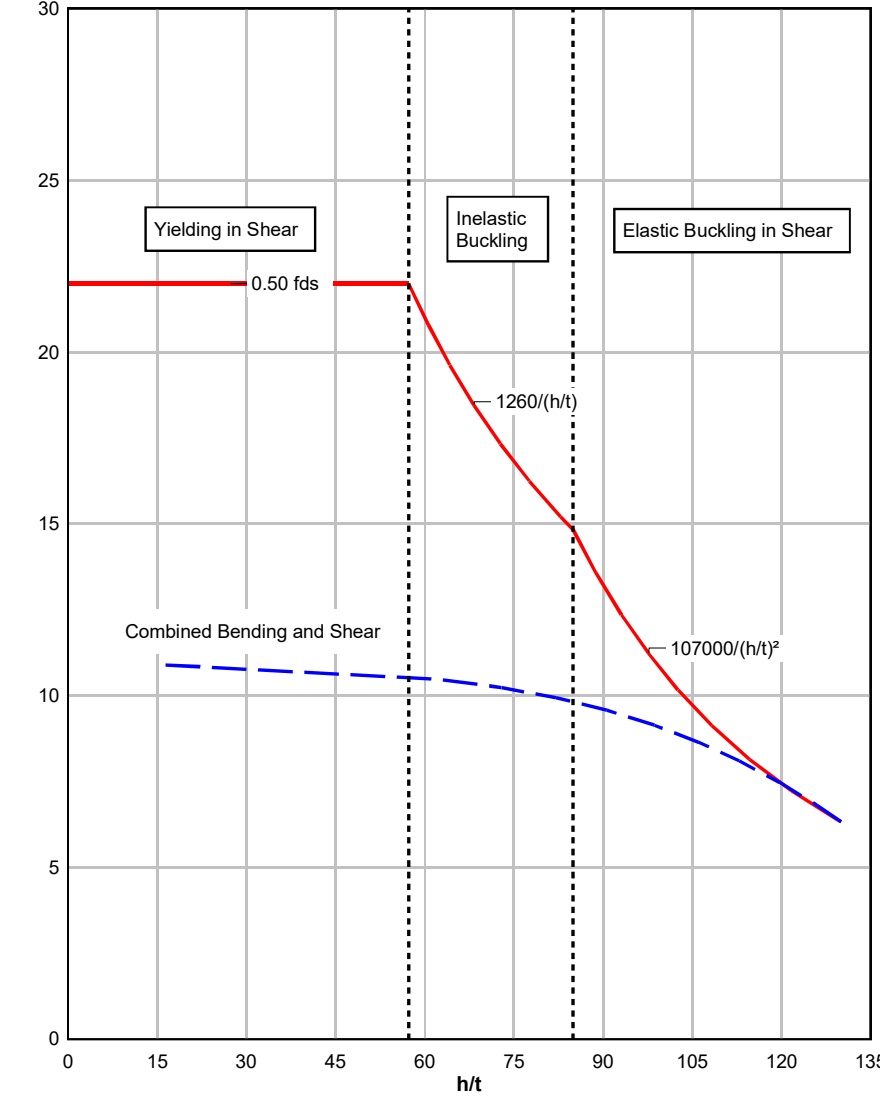 30
25
Yielding in Shear
Inelastic
Buckling
Elastic Buckling in Shear
0.50 fds
20
1260/(h/t)
15
Combined Bending and Shear
107000/(h/t)²
10
5
0
0 15 30 45 60 75 90 105 120 135
h/t